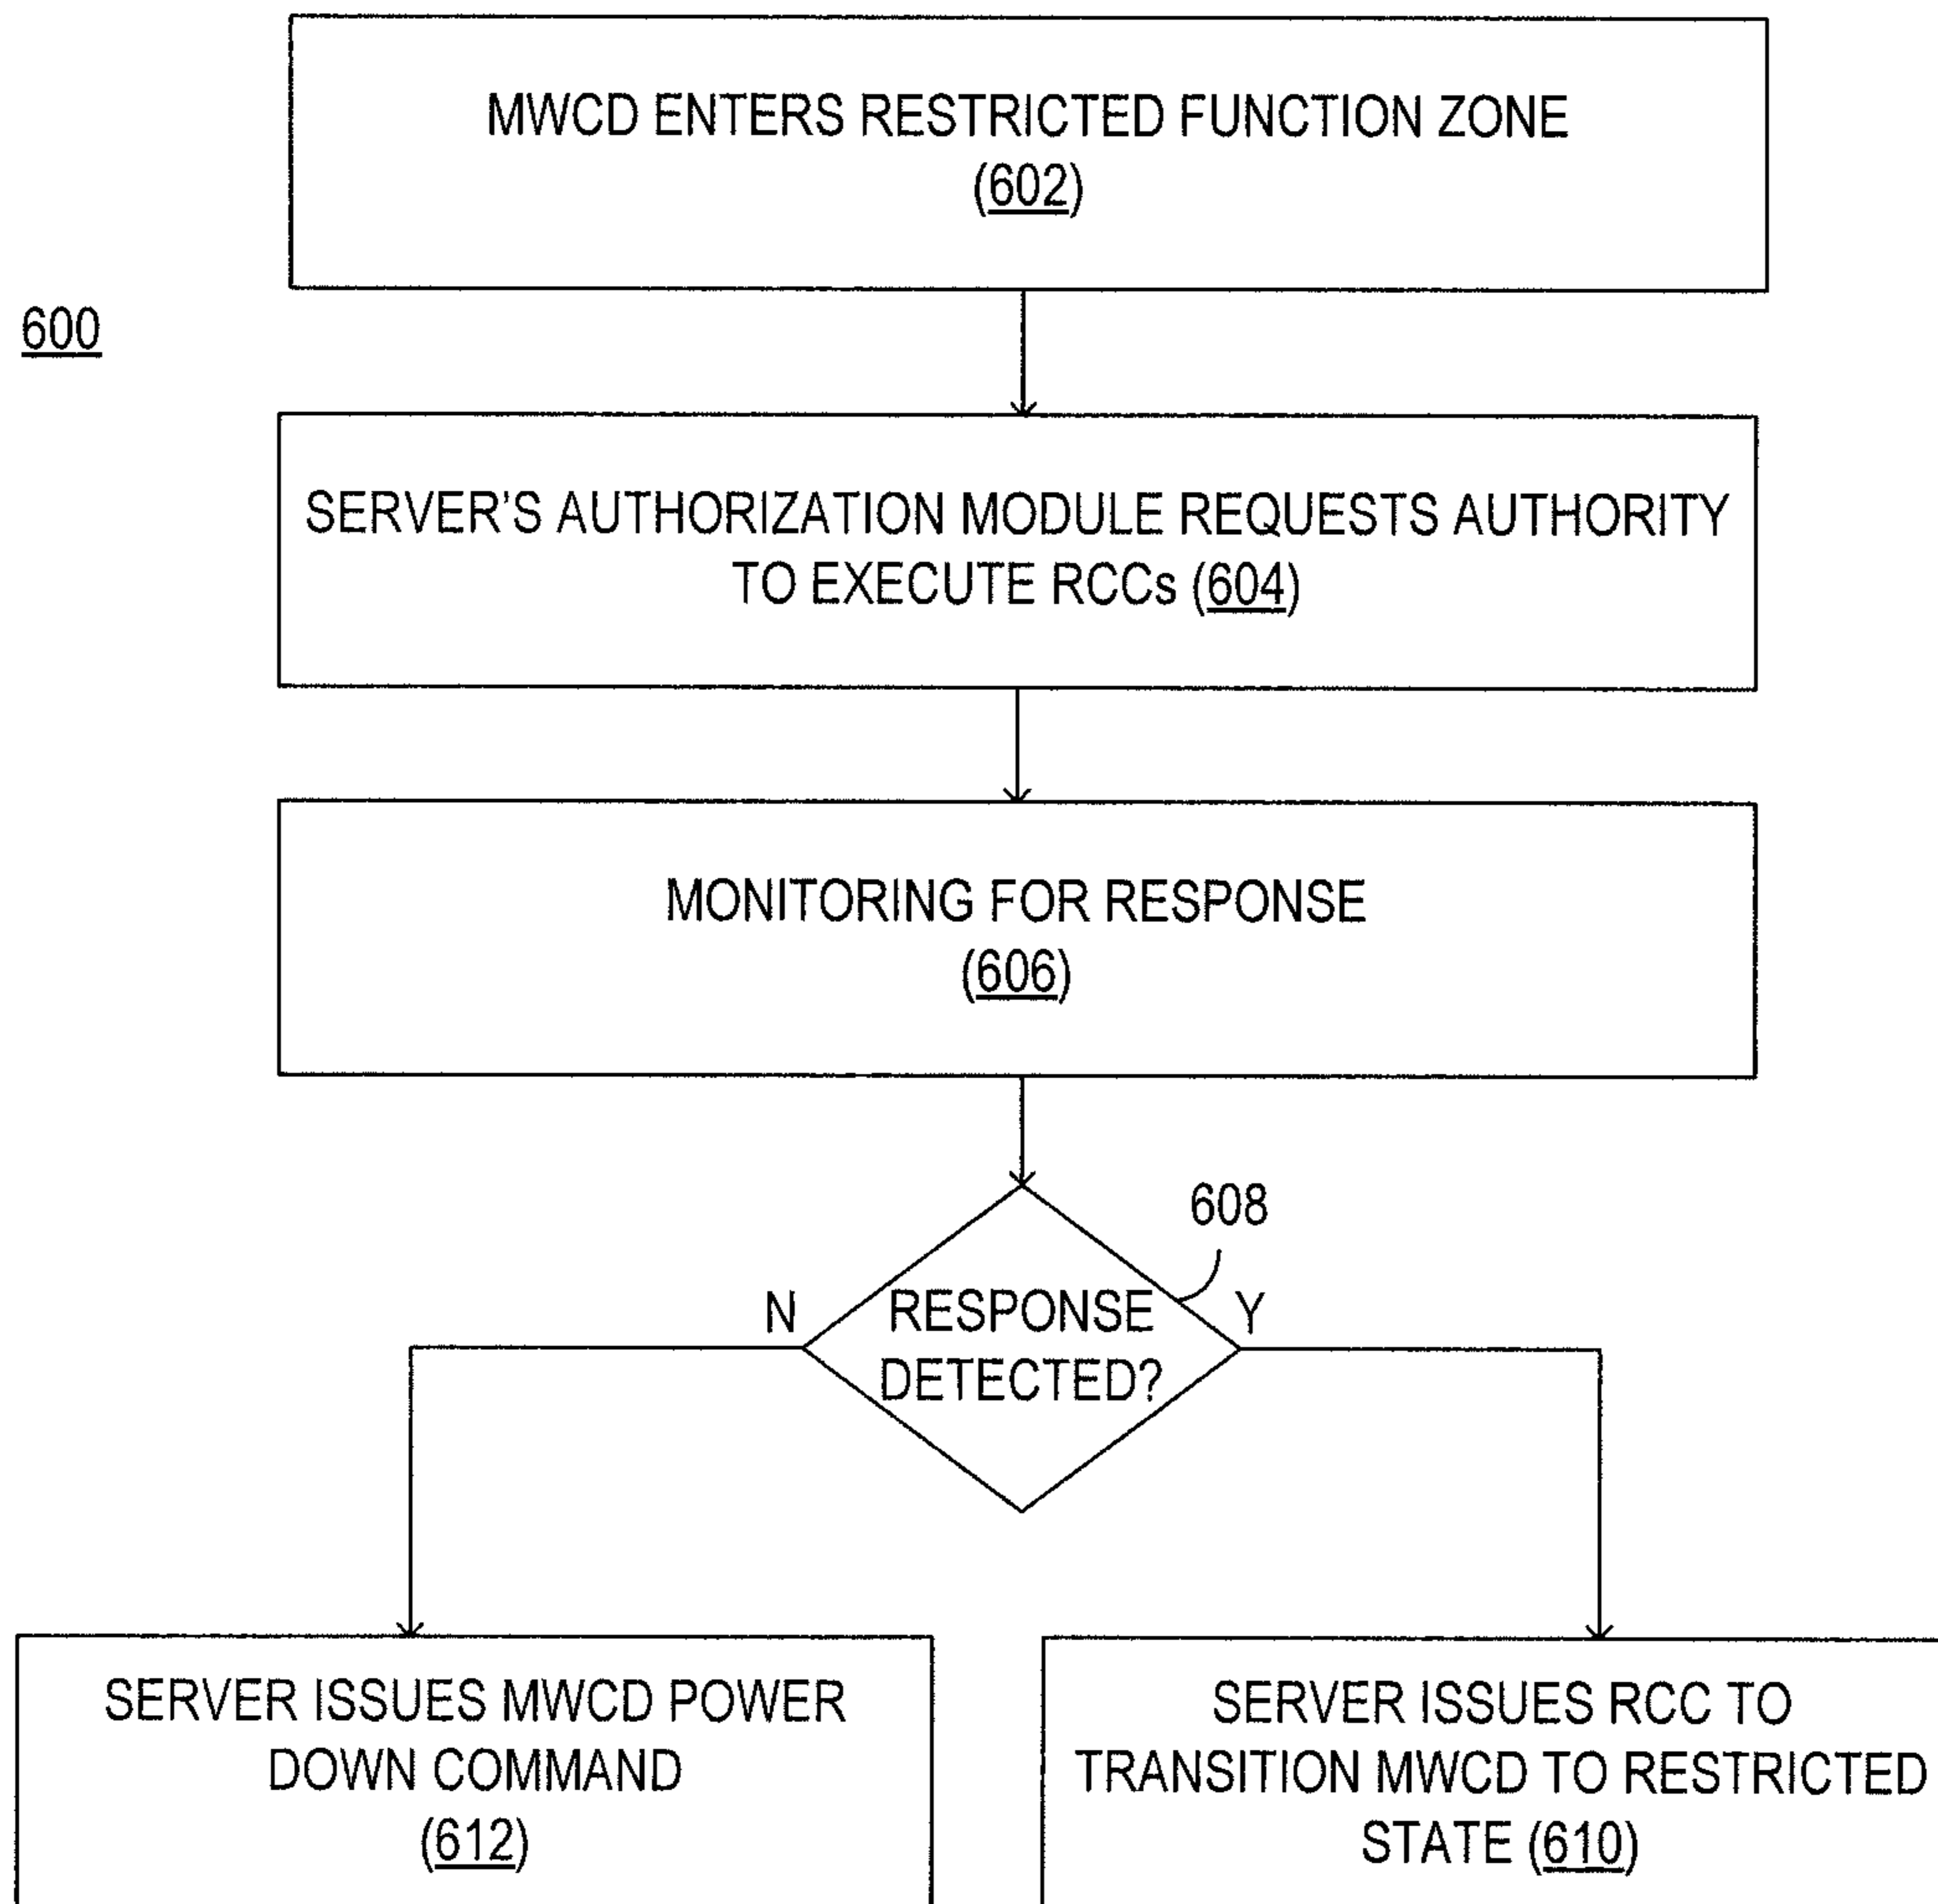 MWCD ENTERS RESTRICTED FUNCTION ZONE
(602)
600
SERVER'S AUTHORIZATION MODULE REQUESTS AUTHORITY
TO EXECUTE RCCs (604)
MONITORING FOR RESPONSE
(606)
608
N
RESPONSE
DETECTED?
Y
SERVER ISSUES MWCD POWER
DOWN COMMAND
(612)
SERVER ISSUES RCC TO
TRANSITION MWCD TO RESTRICTED
STATE (610)